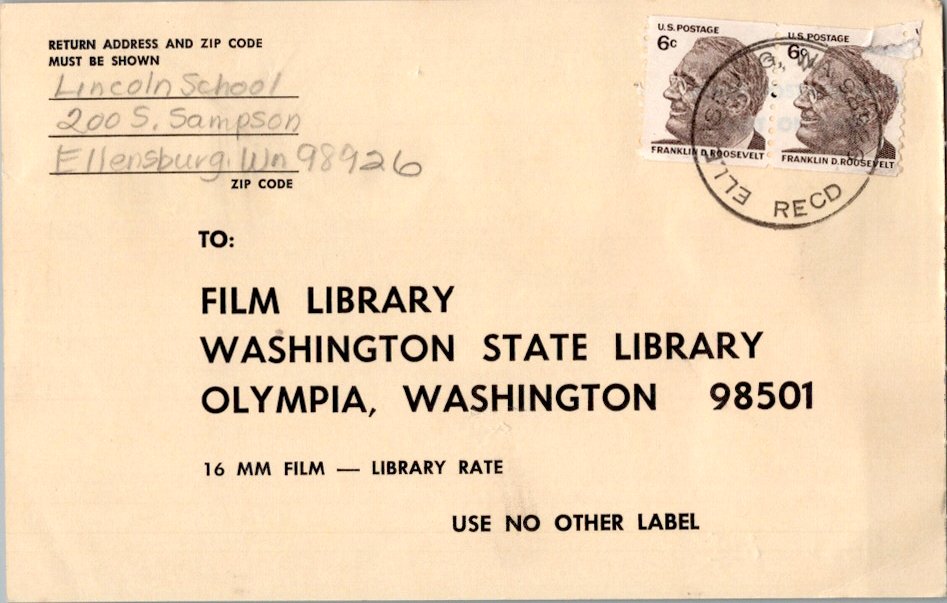 RETURN ADDRESS AND ZIP CODE
MUST BE SHOWN
Lincoln School
200 S. Sampson
Ellensburg, Wn 98926
ZIP CODE
U.S. POSTAGE
6c
FRANKLIN D. ROOSEVELT
U.S. POSTAGE
6c
FRANKLIN D. ROOSEVELT
RECD
TO:
FILM LIBRARY
WASHINGTON STATE LIBRARY
OLYMPIA, WASHINGTON 98501
16 MM FILM — LIBRARY RATE
USE NO OTHER LABEL